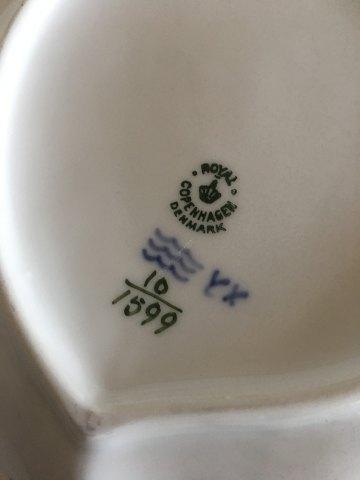 ROYAL
COPENHAGEN
DENMARK
YX
10
1599